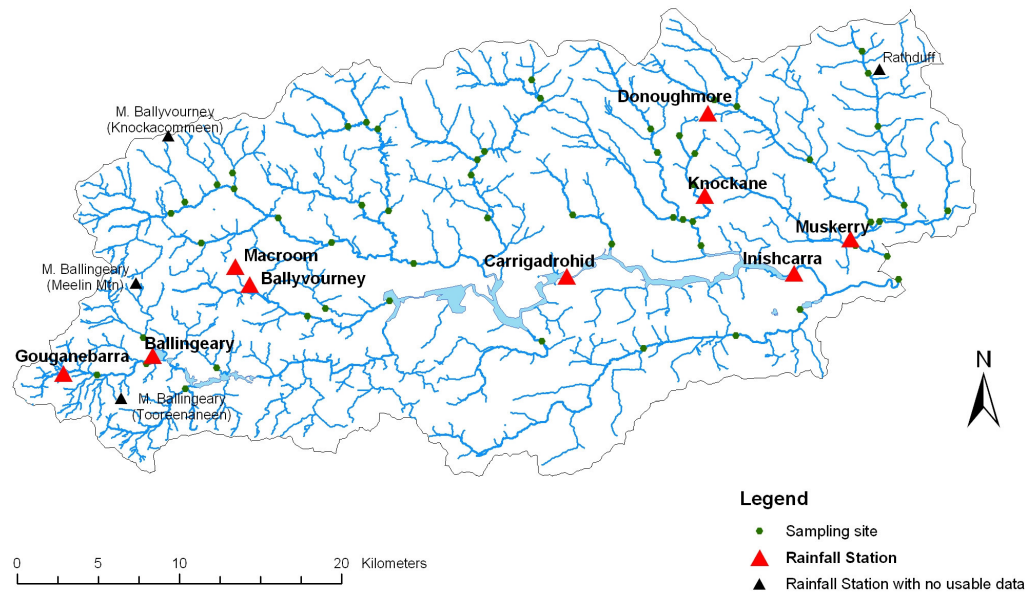 Rathduff
Donoughmore
M. Ballyvourney
(Knockacommeen)
Knockane
Muskerry
Macroom
Carrigadrohid
Inishcarra
M. Ballingeary
(Meelin Mtn)
Ballyvourney
Ballingeary
Gouganebarra
N
M. Ballingeary
(Tooreenaneen)
Legend
Sampling site
Rainfall Station
Rainfall Station with no usable data
0 5 10 20 Kilometers